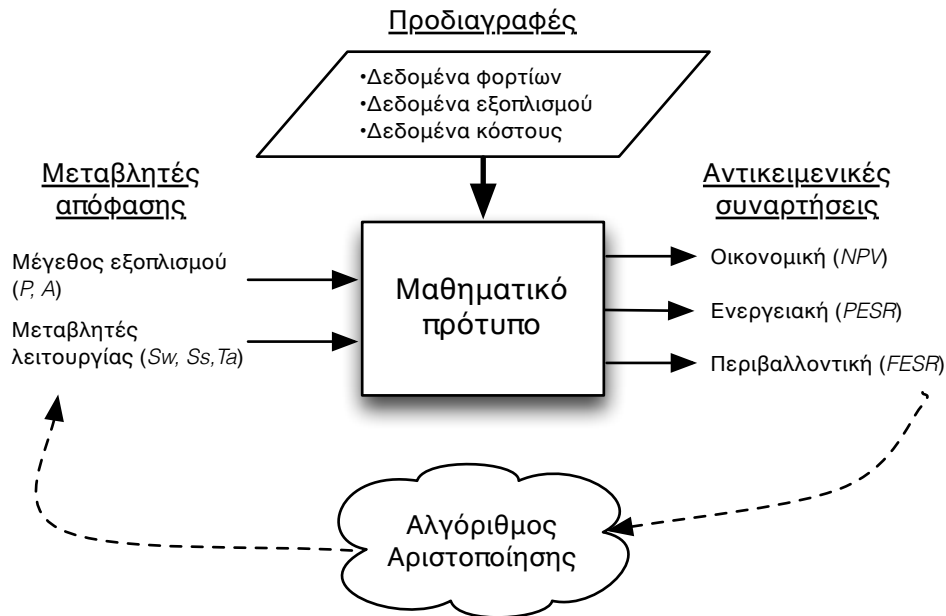 Προδιαγραφές
•Δεδομένα φορτίων
•Δεδομένα εξοπλισμού
•Δεδομένα κόστους
Μεταβλητές
απόφασης
Μέγεθος εξοπλισμού
(P, A)
Μεταβλητές
λειτουργίας (Sw, Ss,Ta)
Μαθηματικό
πρότυπο
Αντικειμενικές
συναρτήσεις
Οικονομική (NPV)
Ενεργειακή (PESR)
Περιβαλλοντική (FESR)
Αλγόριθμος
Αριστοποίησης